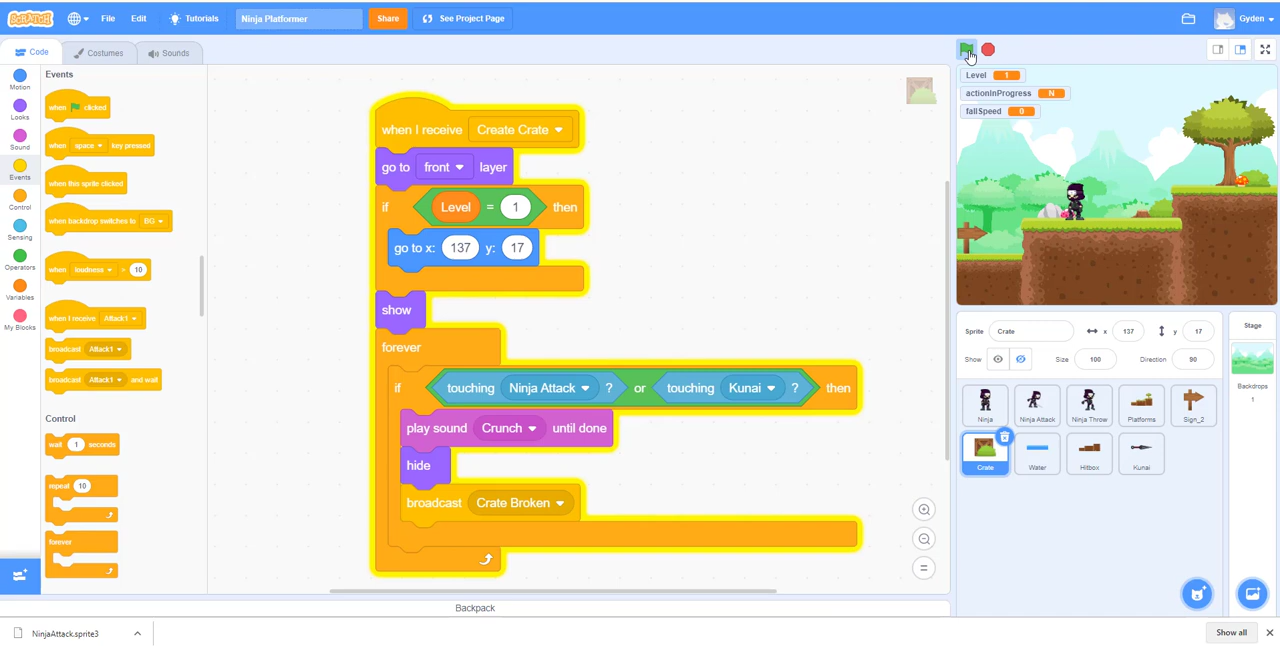 SCRATCH File Edit Tutorials Ninja Platformer Share See Project Page Gyden
Code Costumes Sounds
Motion
Looks
Sound
Events
Control
Sensing
Operators
Variables
My Blocks
Events
when clicked
when space key pressed
when this sprite clicked
when backdrop switches to BG
when loudness > 10
when I receive Attack1
broadcast Attack1
broadcast Attack1 and wait
Control
wait 1 seconds
repeat 10
forever
when I receive Create Crate
go to front layer
if Level = 1 then
go to x: 137 y: 17
show
forever
if touching Ninja Attack ? or touching Kunai ? then
play sound Crunch until done
hide
broadcast Crate Broken
Level 1
actionInProgress N
fallSpeed 0
Sprite Crate x 137 y 17
Show Size 100 Direction 90
Ninja Ninja Attack Ninja Throw Platforms Sign_2
Crate Water Hitbox Kunai
Stage
Backdrops
1
Backpack
NinjaAttack.sprite3 Show all